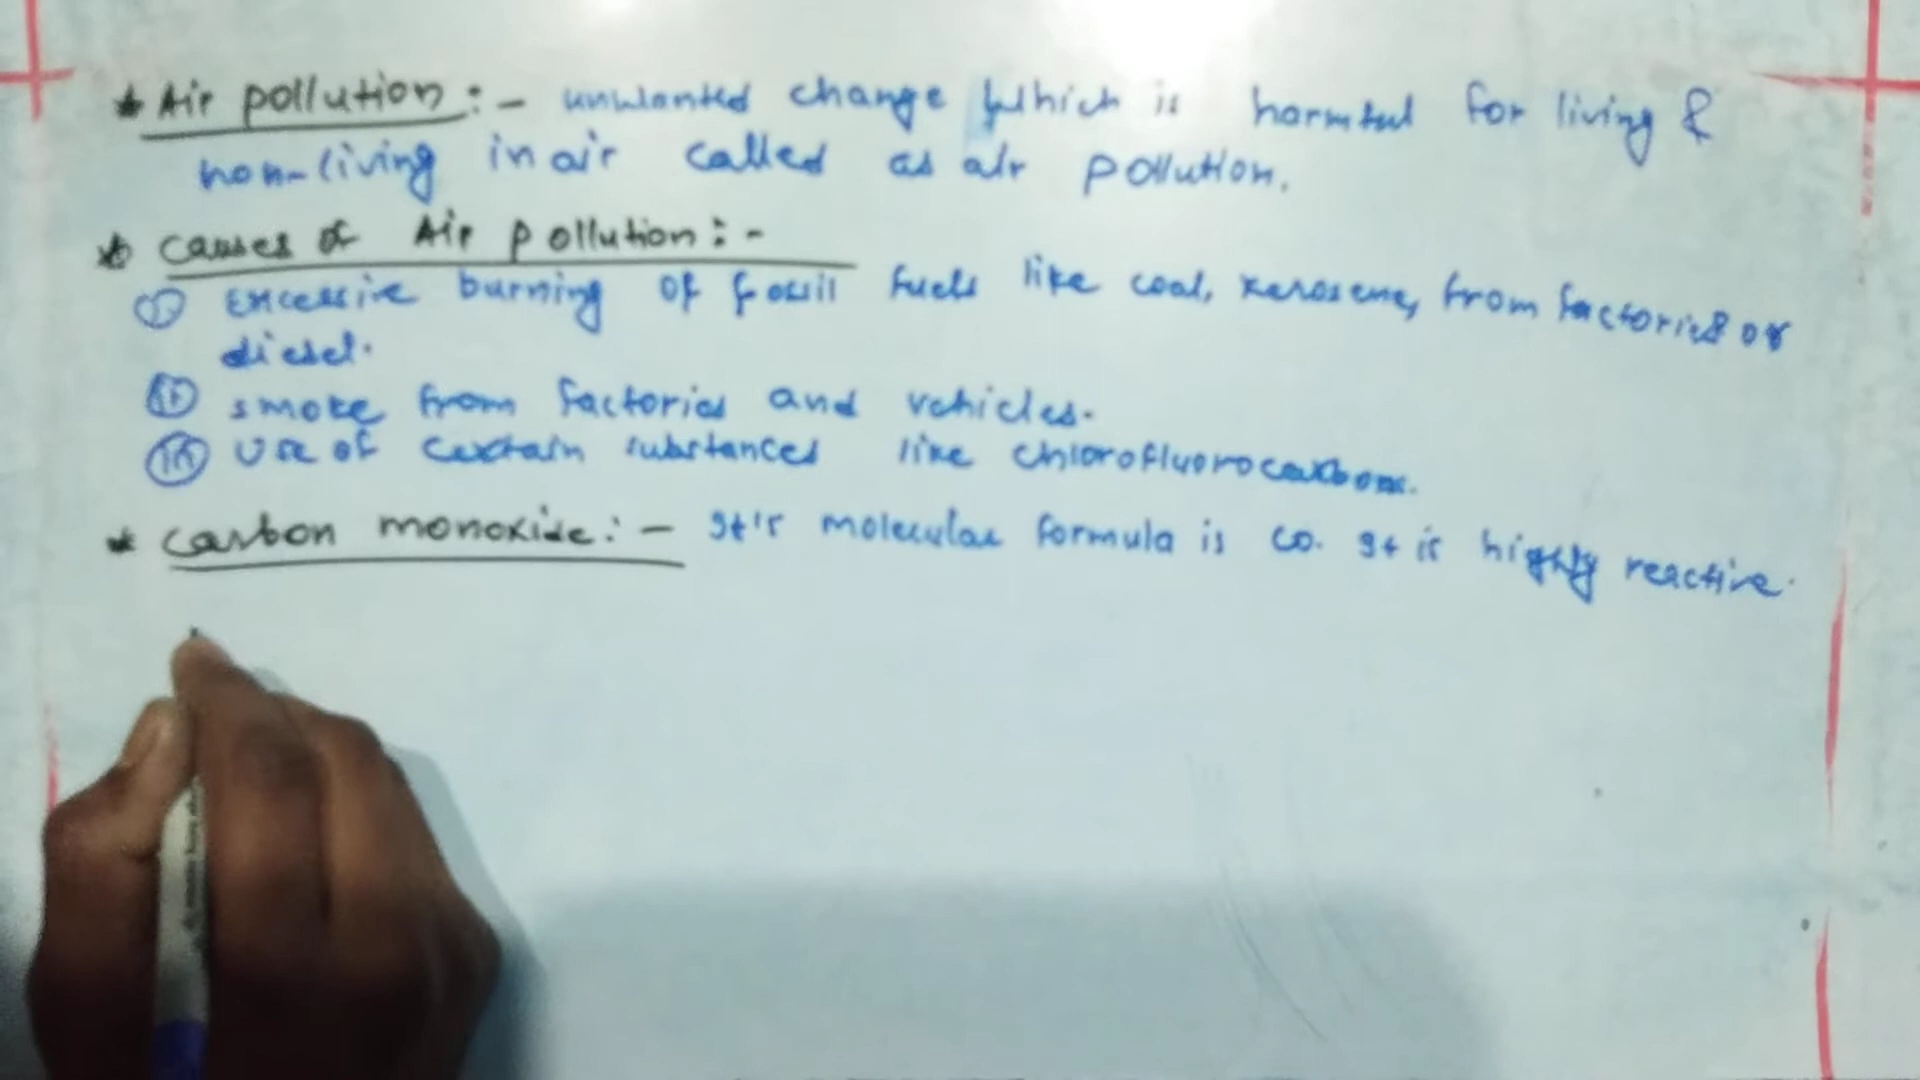 * Air pollution :- unwanted change which is harmful for living &
non-living in air called as air pollution.
* Causes of Air pollution :-
(i) Excessive burning of fossil fuels like coal, kerosene, from factories or
diesel.
(ii) smoke from factories and vehicles.
(iii) Use of certain substances like chlorofluorocarbons.
* Carbon monoxide :- It's molecular formula is CO. It is highly reactive.